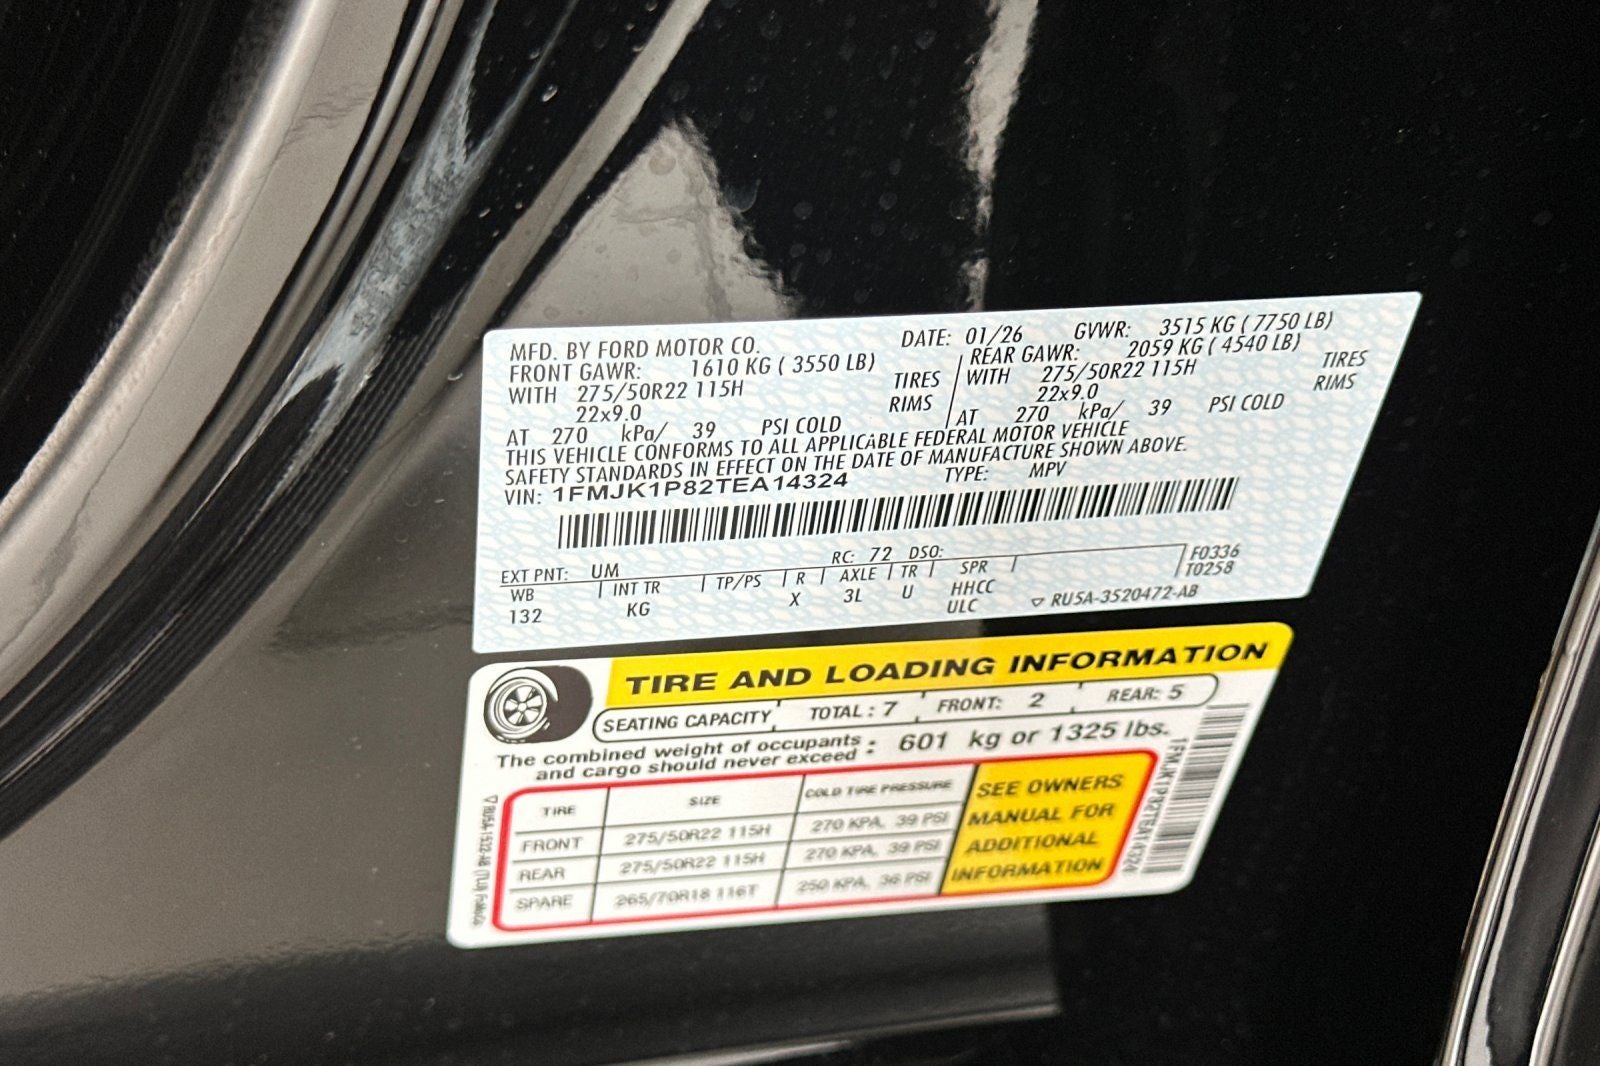 MFD. BY FORD MOTOR CO. DATE: 01/26 GVWR: 3515 KG ( 7750 LB)
FRONT GAWR: 1610 KG ( 3550 LB) REAR GAWR: 2059 KG ( 4540 LB)
WITH 275/50R22 115H TIRES WITH 275/50R22 115H TIRES
22x9.0 RIMS 22x9.0 RIMS
AT 270 kPa/ 39 PSI COLD AT 270 kPa/ 39 PSI COLD
THIS VEHICLE CONFORMS TO ALL APPLICABLE FEDERAL MOTOR VEHICLE
SAFETY STANDARDS IN EFFECT ON THE DATE OF MANUFACTURE SHOWN ABOVE.
VIN: 1FMJK1P82TEA14324 TYPE: MPV
EXT PNT: UM RC: 72 DSO: F0336
WB INT TR TP/PS R AXLE TR SPR T0258
132 KG X 3L U HHCC
ULC ▽ RU5A-3520472-AB
TIRE AND LOADING INFORMATION
SEATING CAPACITY TOTAL: 7 FRONT: 2 REAR: 5
The combined weight of occupants and cargo should never exceed : 601 kg or 1325 lbs.
TIRE SIZE COLD TIRE PRESSURE
FRONT 275/50R22 115H 270 KPA, 39 PSI
REAR 275/50R22 115H 270 KPA, 39 PSI
SPARE 265/70R18 116T 250 KPA, 36 PSI
SEE OWNERS
MANUAL FOR
ADDITIONAL
INFORMATION
1FMJK1P82TEA14324